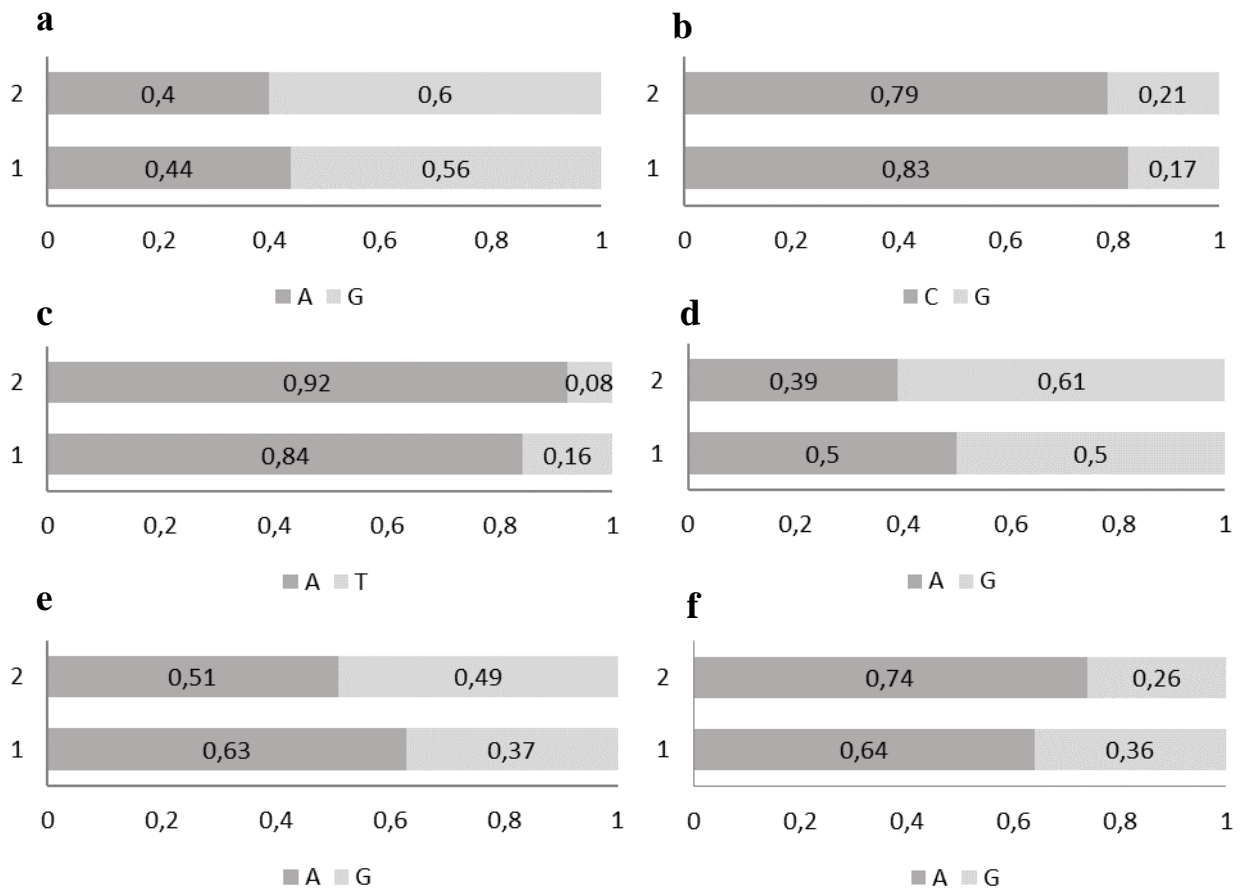 a
2 0,4 0,6
1 0,44 0,56
0 0,2 0,4 0,6 0,8 1
A G
b
2 0,79 0,21
1 0,83 0,17
0 0,2 0,4 0,6 0,8 1
C G
c
2 0,92 0,08
1 0,84 0,16
0 0,2 0,4 0,6 0,8 1
A T
d
2 0,39 0,61
1 0,5 0,5
0 0,2 0,4 0,6 0,8 1
A G
e
2 0,51 0,49
1 0,63 0,37
0 0,2 0,4 0,6 0,8 1
A G
f
2 0,74 0,26
1 0,64 0,36
0 0,2 0,4 0,6 0,8 1
A G